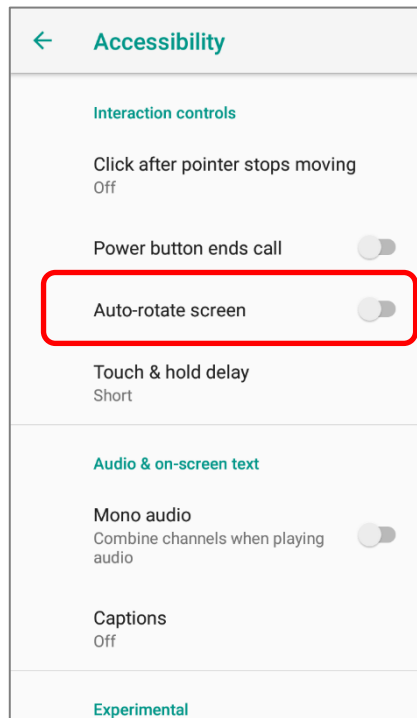 Accessibility
Interaction controls
Click after pointer stops moving
Off
Power button ends call
Auto-rotate screen
Touch & hold delay
Short
Audio & on-screen text
Mono audio
Combine channels when playing
audio
Captions
Off
Experimental